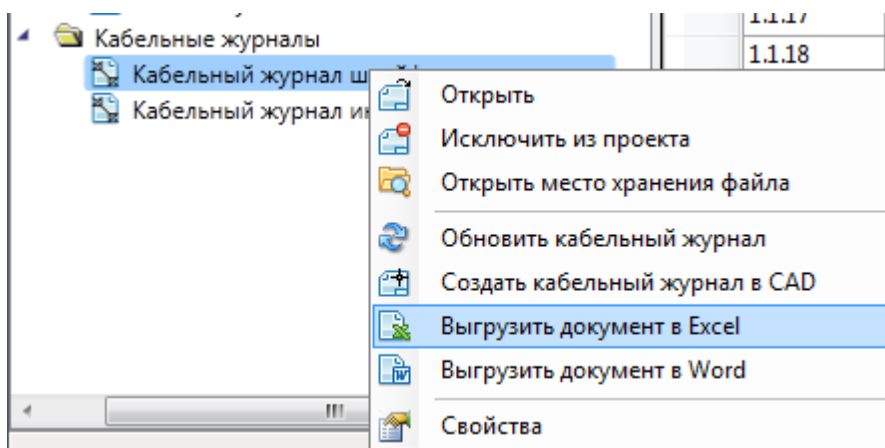 1.1.17
Кабельные журналы
1.1.18
Кабельный журнал
Кабельный журнал
Открыть
Исключить из проекта
Открыть место хранения файла
Обновить кабельный журнал
Создать кабельный журнал в CAD
Выгрузить документ в Excel
Выгрузить документ в Word
Свойства